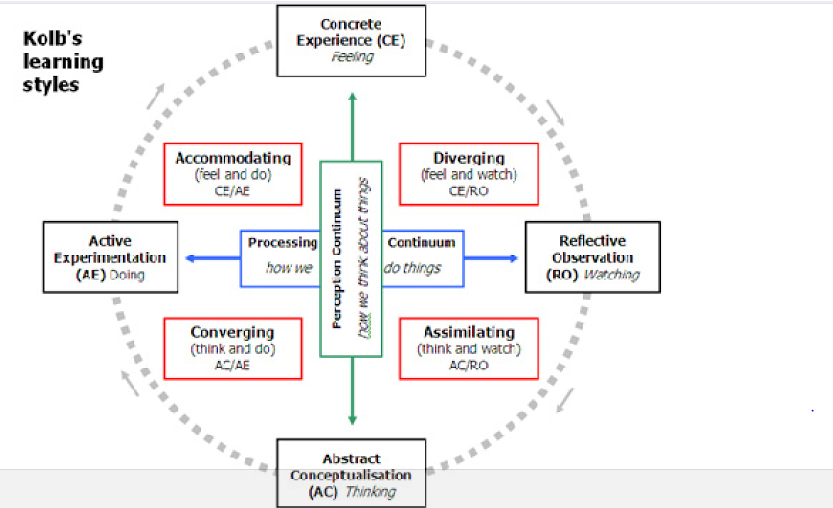 Kolb's
learning
styles
Concrete
Experience (CE)
Feeling
Accommodating
(feel and do)
CE/AE
Diverging
(feel and watch)
CE/RO
Active
Experimentation
(AE) Doing
Processing
how we
Perception Continuum
how we think about things
Continuum
do things
Reflective
Observation
(RO) Watching
Converging
(think and do)
AC/AE
Assimilating
(think and watch)
AC/RO
Abstract
Conceptualisation
(AC) Thinking